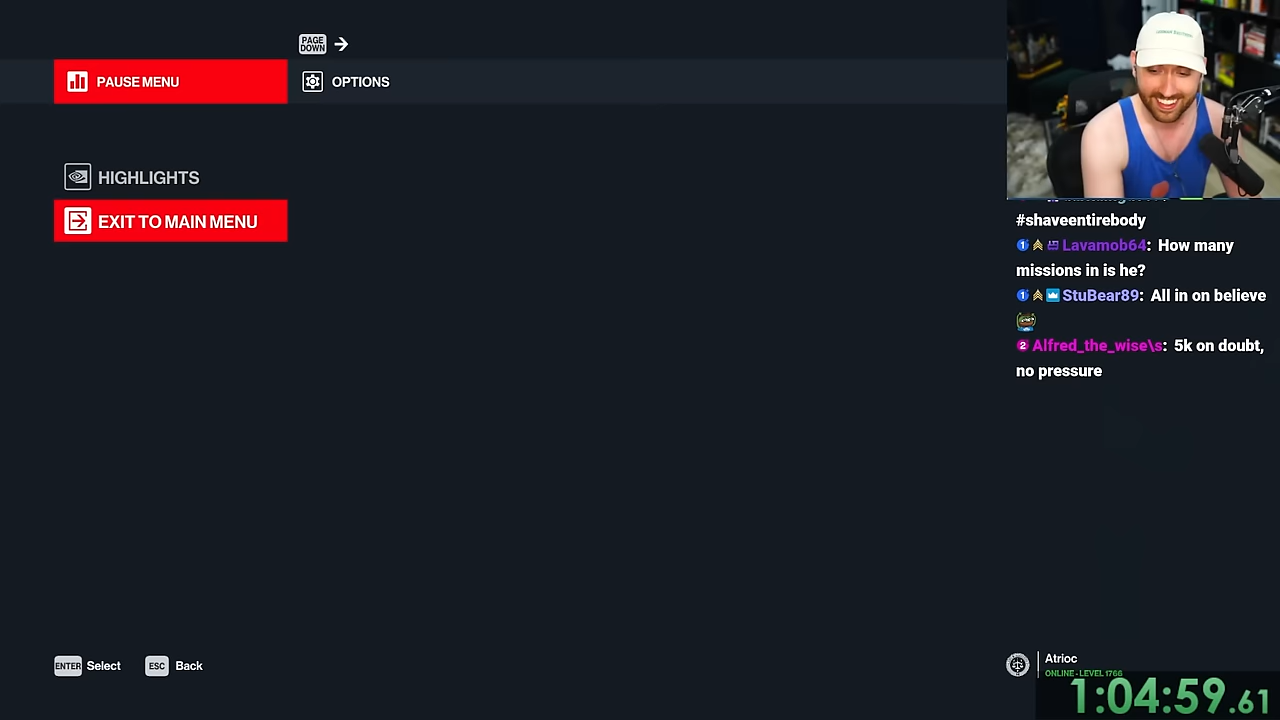 PAGE DOWN
PAUSE MENU
OPTIONS
HIGHLIGHTS
EXIT TO MAIN MENU
#shaveentirebody
Lavamob64: How many
missions in is he?
StuBear89: All in on believe
2 Alfred_the_wise\s: 5k on doubt,
no pressure
ENTER Select ESC Back
Atrioc
ONLINE - LEVEL 1766
1:04:59.61